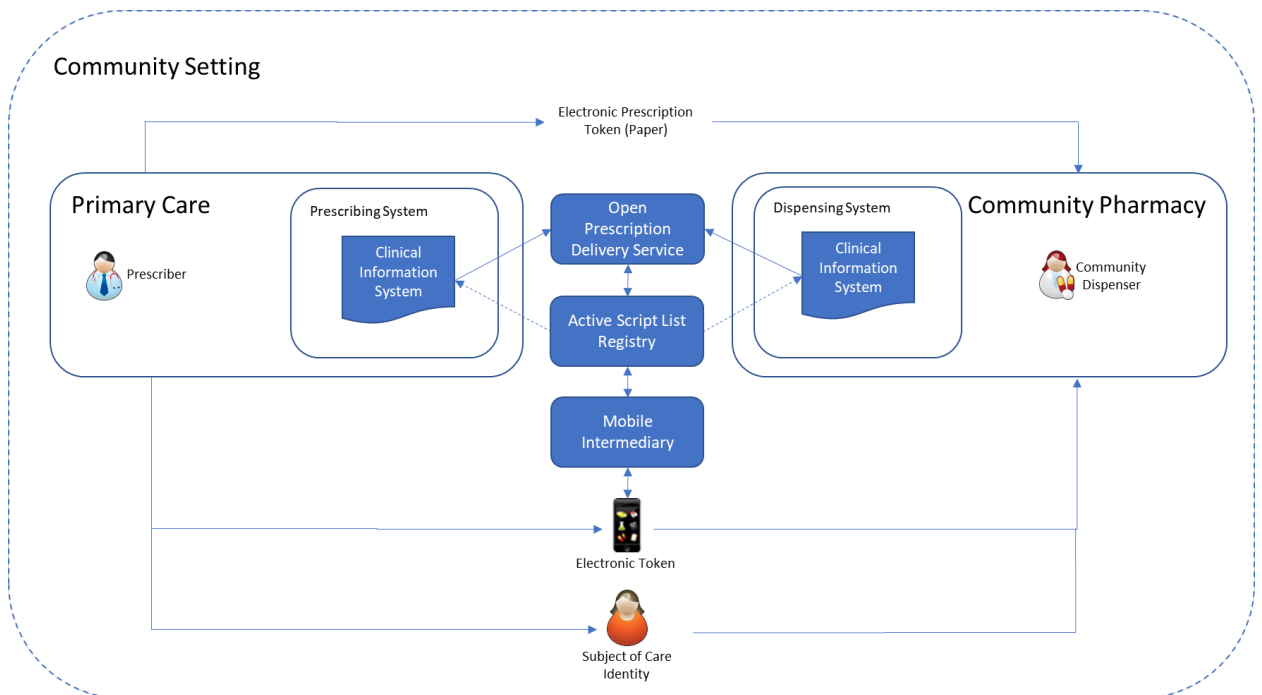 Community Setting
Electronic Prescription
Token (Paper)
Primary Care
Prescriber
Prescribing System
Clinical
Information
System
Open
Prescription
Delivery Service
Active Script List
Registry
Mobile
Intermediary
Dispensing System
Clinical
Information
System
Community Pharmacy
Community
Dispenser
Electronic Token
Subject of Care
Identity